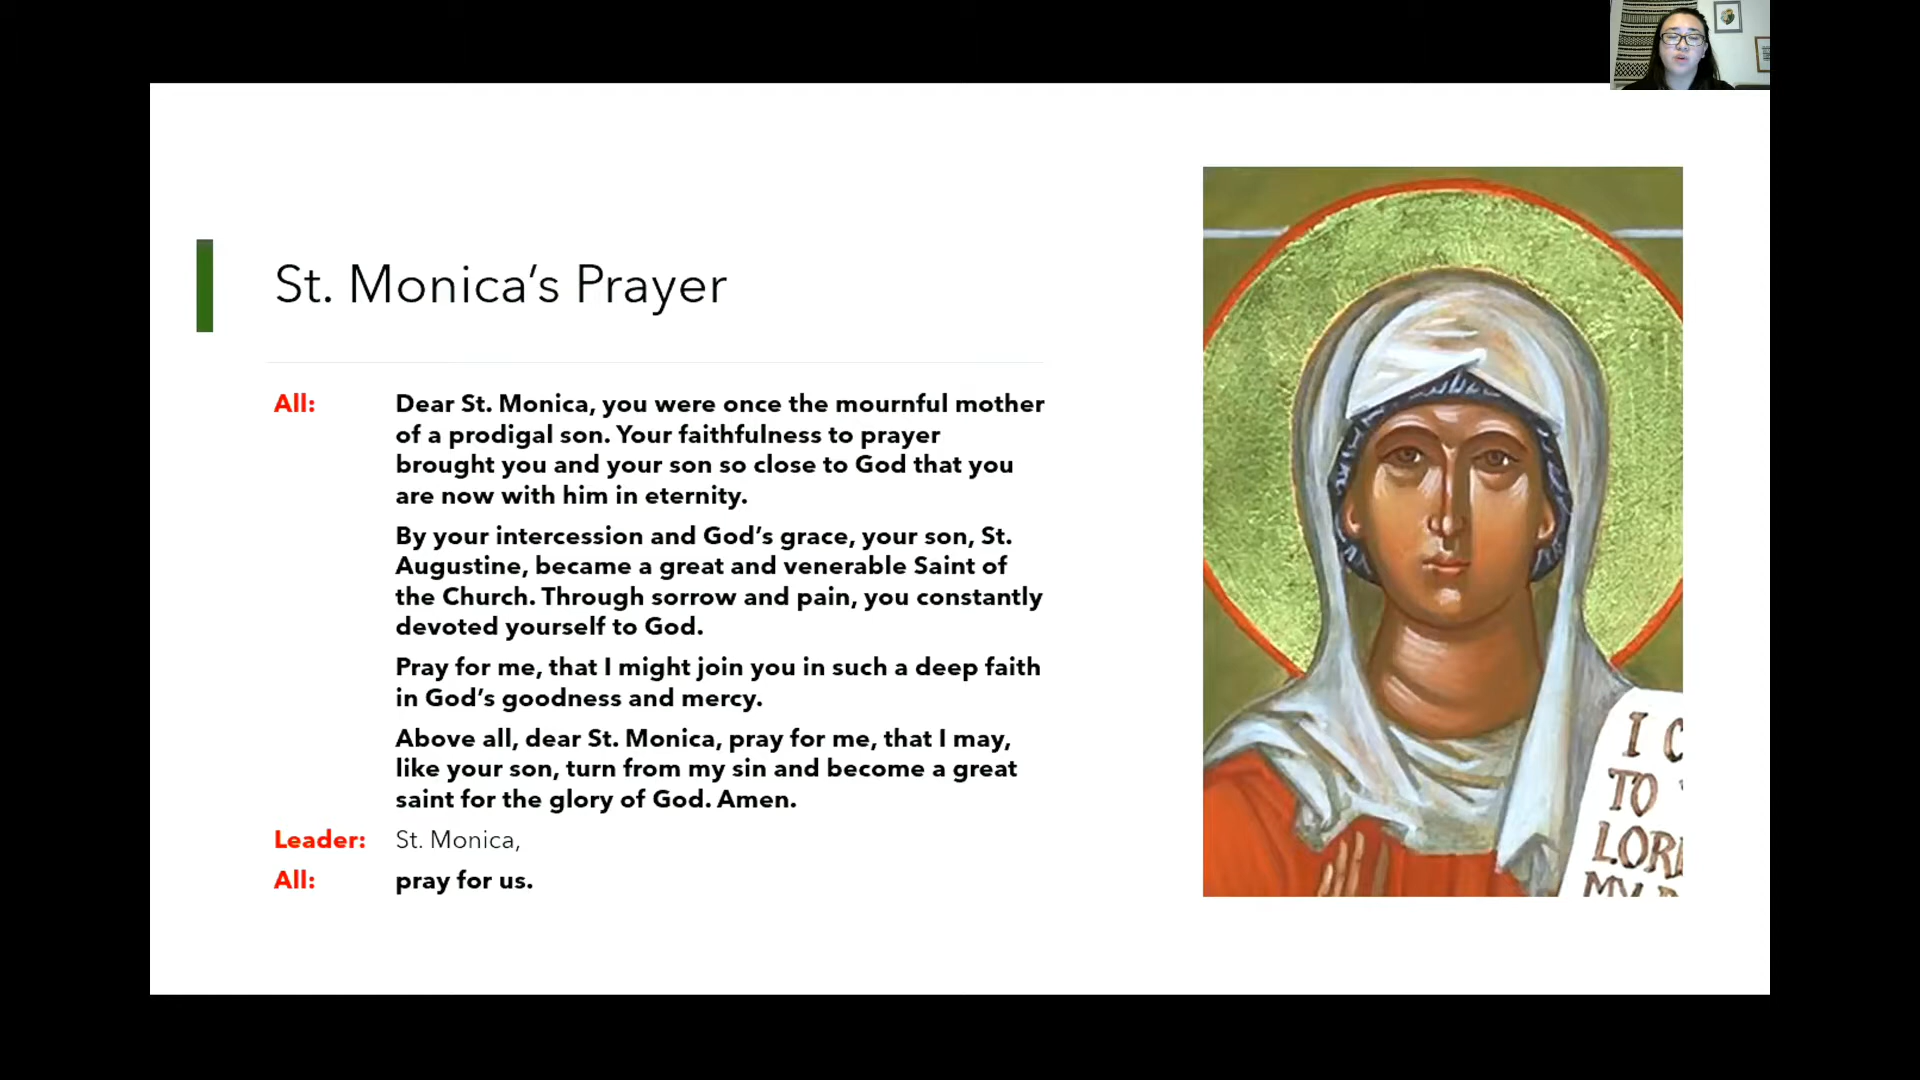 St. Monica’s Prayer
All: Dear St. Monica, you were once the mournful mother
of a prodigal son. Your faithfulness to prayer
brought you and your son so close to God that you
are now with him in eternity.
By your intercession and God’s grace, your son, St.
Augustine, became a great and venerable Saint of
the Church. Through sorrow and pain, you constantly
devoted yourself to God.
Pray for me, that I might join you in such a deep faith
in God’s goodness and mercy.
Above all, dear St. Monica, pray for me, that I may,
like your son, turn from my sin and become a great
saint for the glory of God. Amen.
Leader: St. Monica,
All: pray for us.
I
TO
LOR
MY